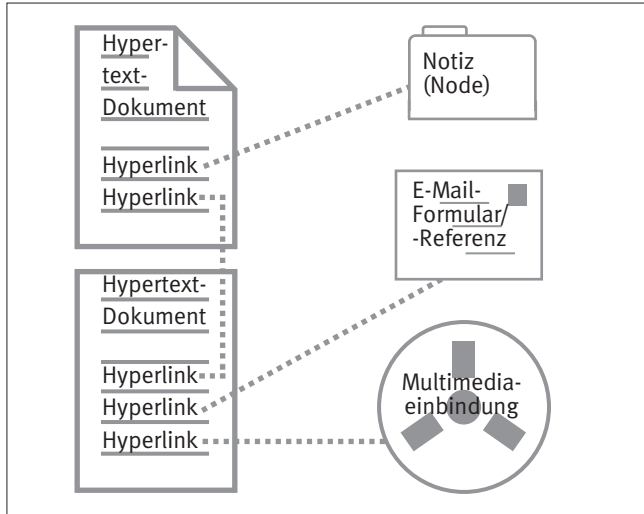 Hyper-
text-
Dokument
Hyperlink
Hyperlink
Notiz
(Node)
E-Mail-
Formular/
-Referenz
Hypertext-
Dokument
Hyperlink
Hyperlink
Hyperlink
Multimedia-
einbindung